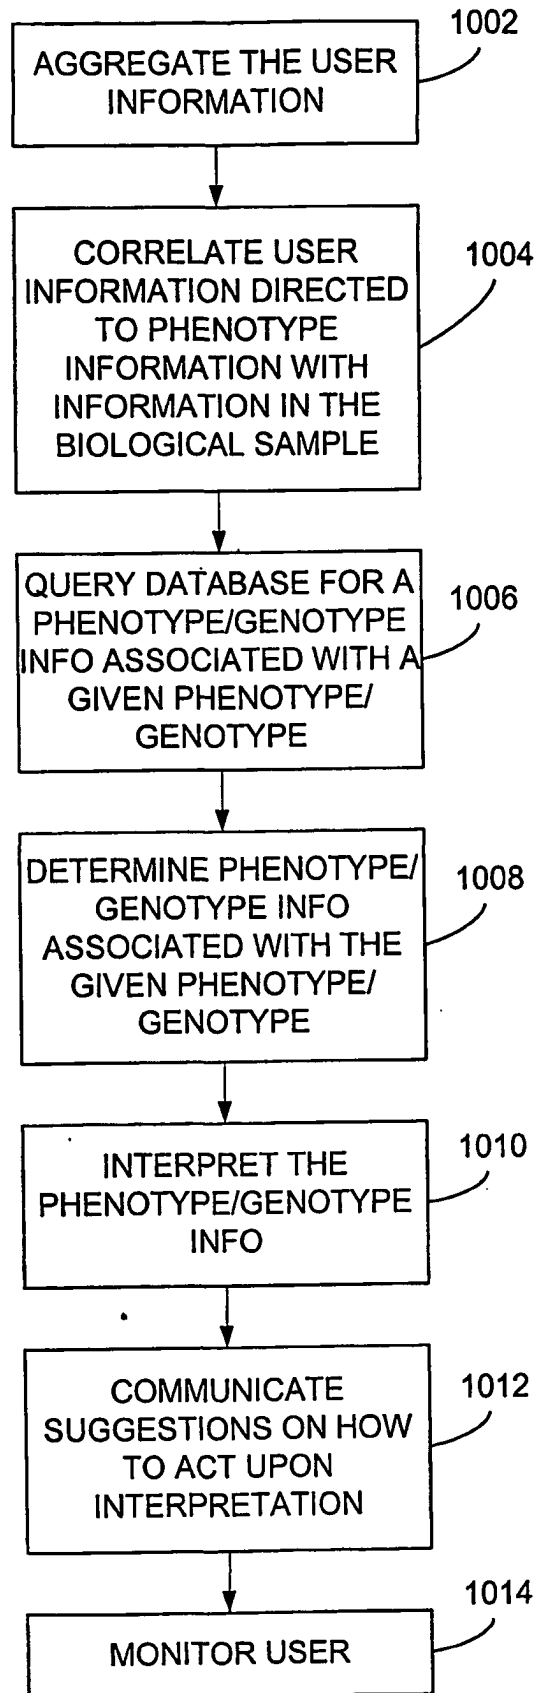 1002
AGGREGATE THE USER
INFORMATION
1004
CORRELATE USER
INFORMATION DIRECTED
TO PHENOTYPE
INFORMATION WITH
INFORMATION IN THE
BIOLOGICAL SAMPLE
1006
QUERY DATABASE FOR A
PHENOTYPE/GENOTYPE
INFO ASSOCIATED WITH A
GIVEN PHENOTYPE/
GENOTYPE
1008
DETERMINE PHENOTYPE/
GENOTYPE INFO
ASSOCIATED WITH THE
GIVEN PHENOTYPE/
GENOTYPE
1010
INTERPRET THE
PHENOTYPE/GENOTYPE
INFO
1012
COMMUNICATE
SUGGESTIONS ON HOW
TO ACT UPON
INTERPRETATION
1014
MONITOR USER